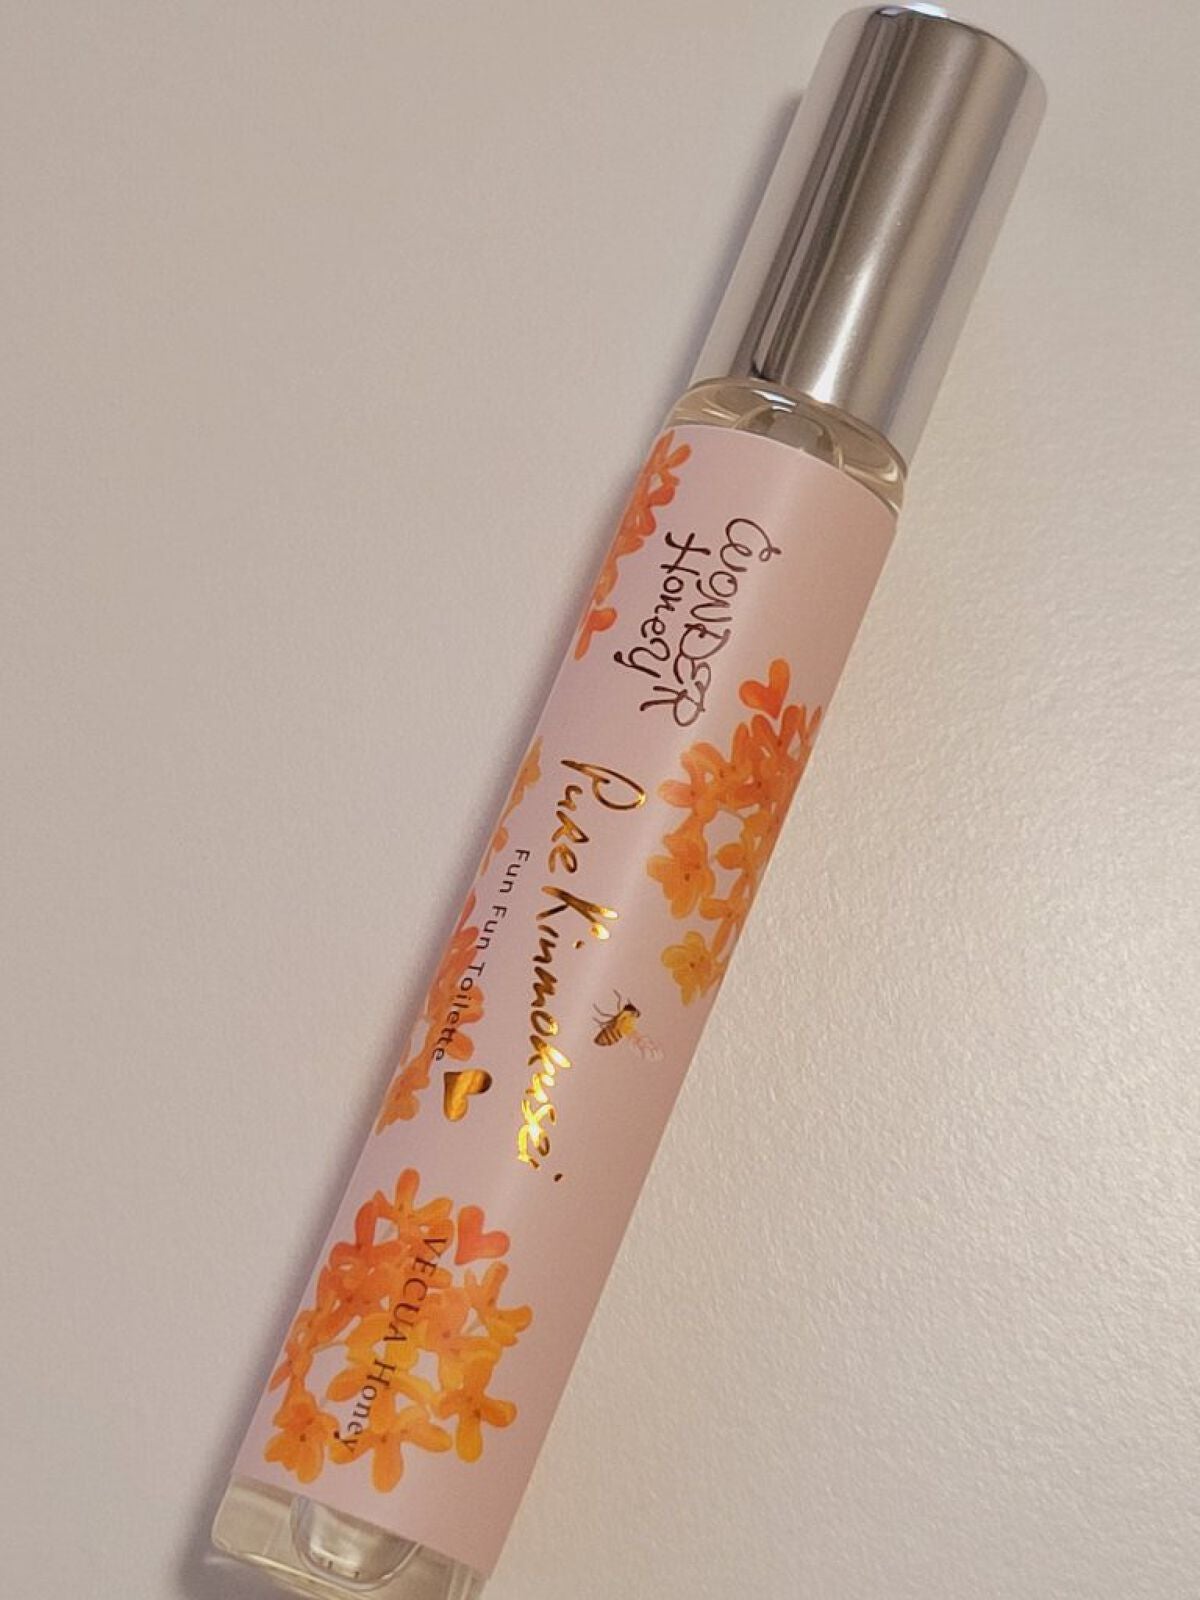 WONDER
Honey
Pure Kinmokusei
Fun Fun Toilette
VECUA Honey